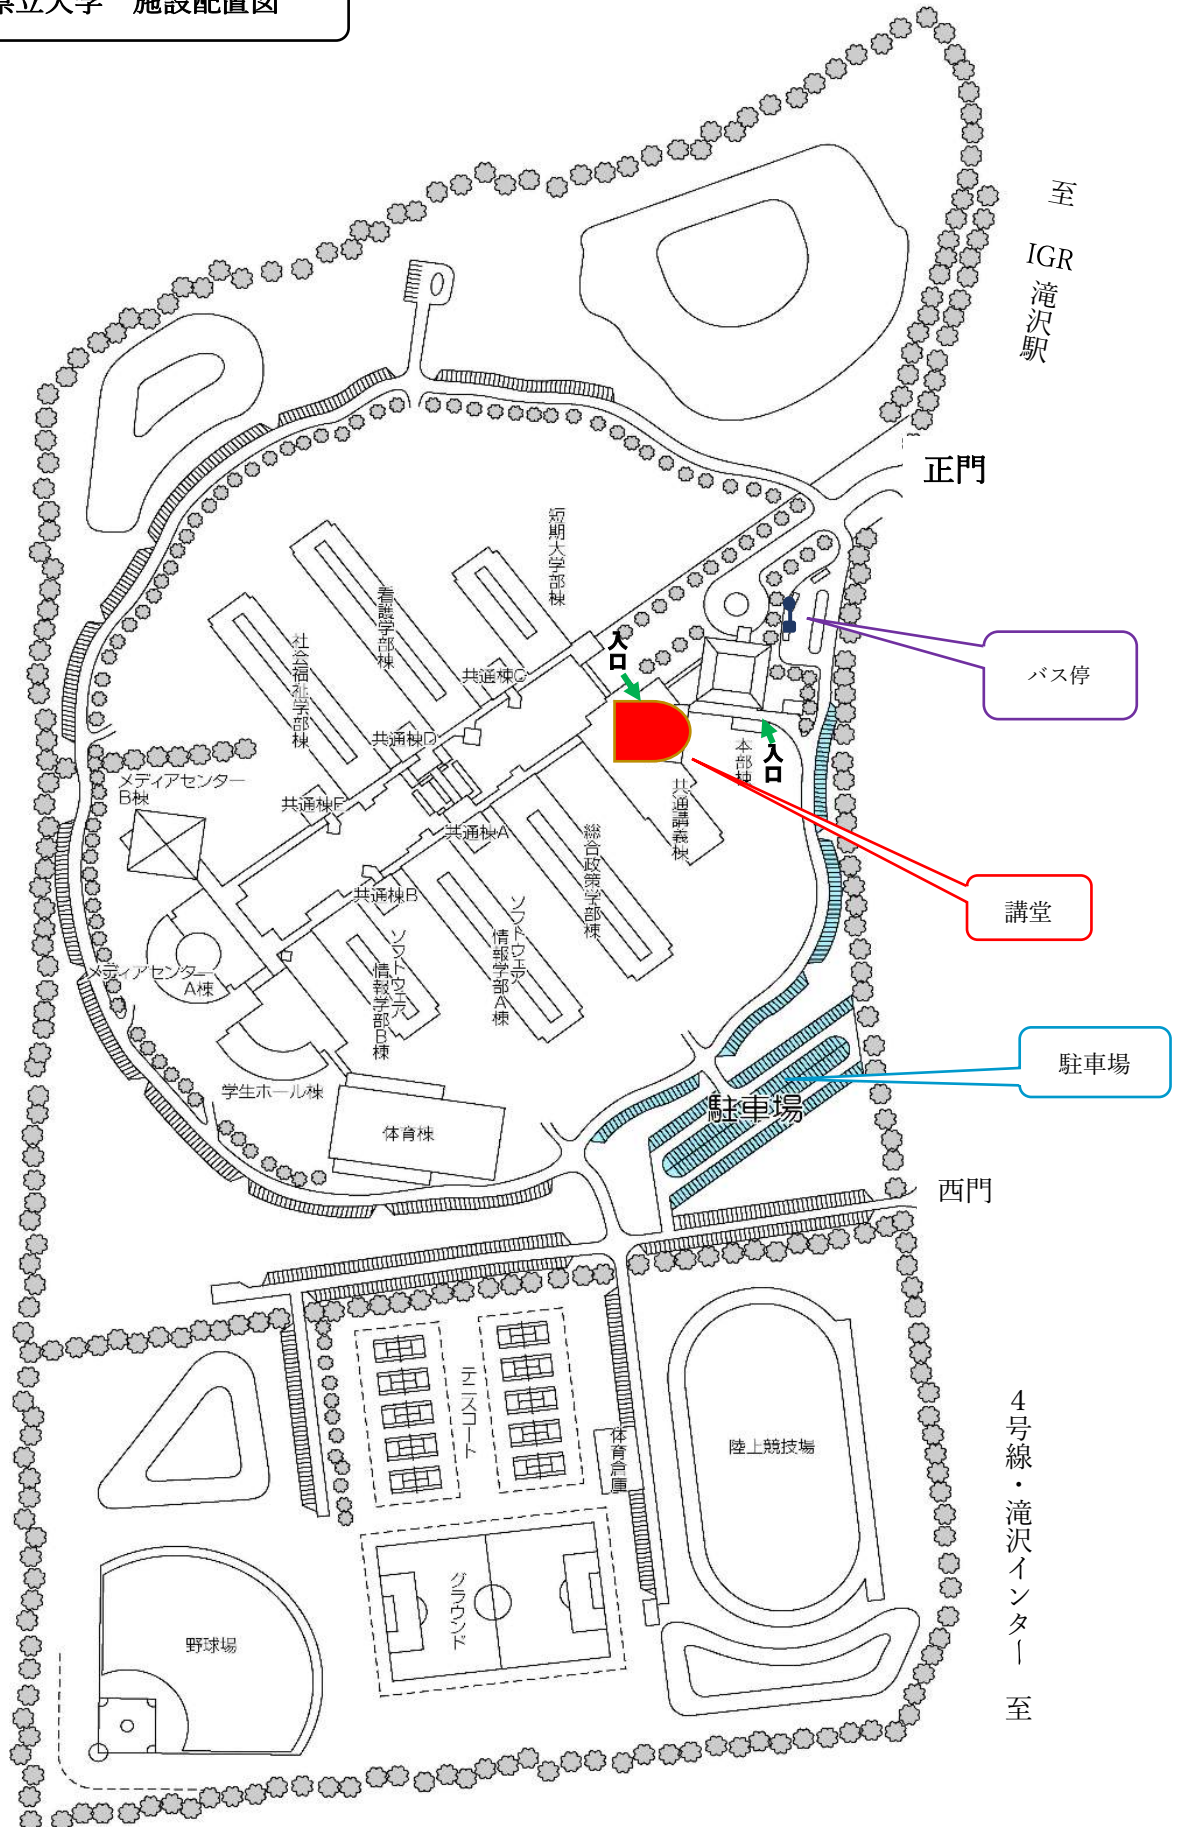 県立大学 施設配置図
至 IGR 滝沢駅
正門
短期大学部棟
看護学部棟
社会福祉学部棟
入口
共通棟C
バス停
共通棟D
本部棟
入口
メディアセンター
B棟
共通講義棟
共通棟E
共通棟A
総合政策学部棟
共通棟B
講堂
ソフトウェア
情報学部A棟
ソフトウェア
情報学部B棟
メディアセンター
A棟
駐車場
学生ホール棟
駐車場
体育棟
西門
テニスコート
体育倉庫
陸上競技場
4号線・滝沢インター 至
グラウンド
野球場